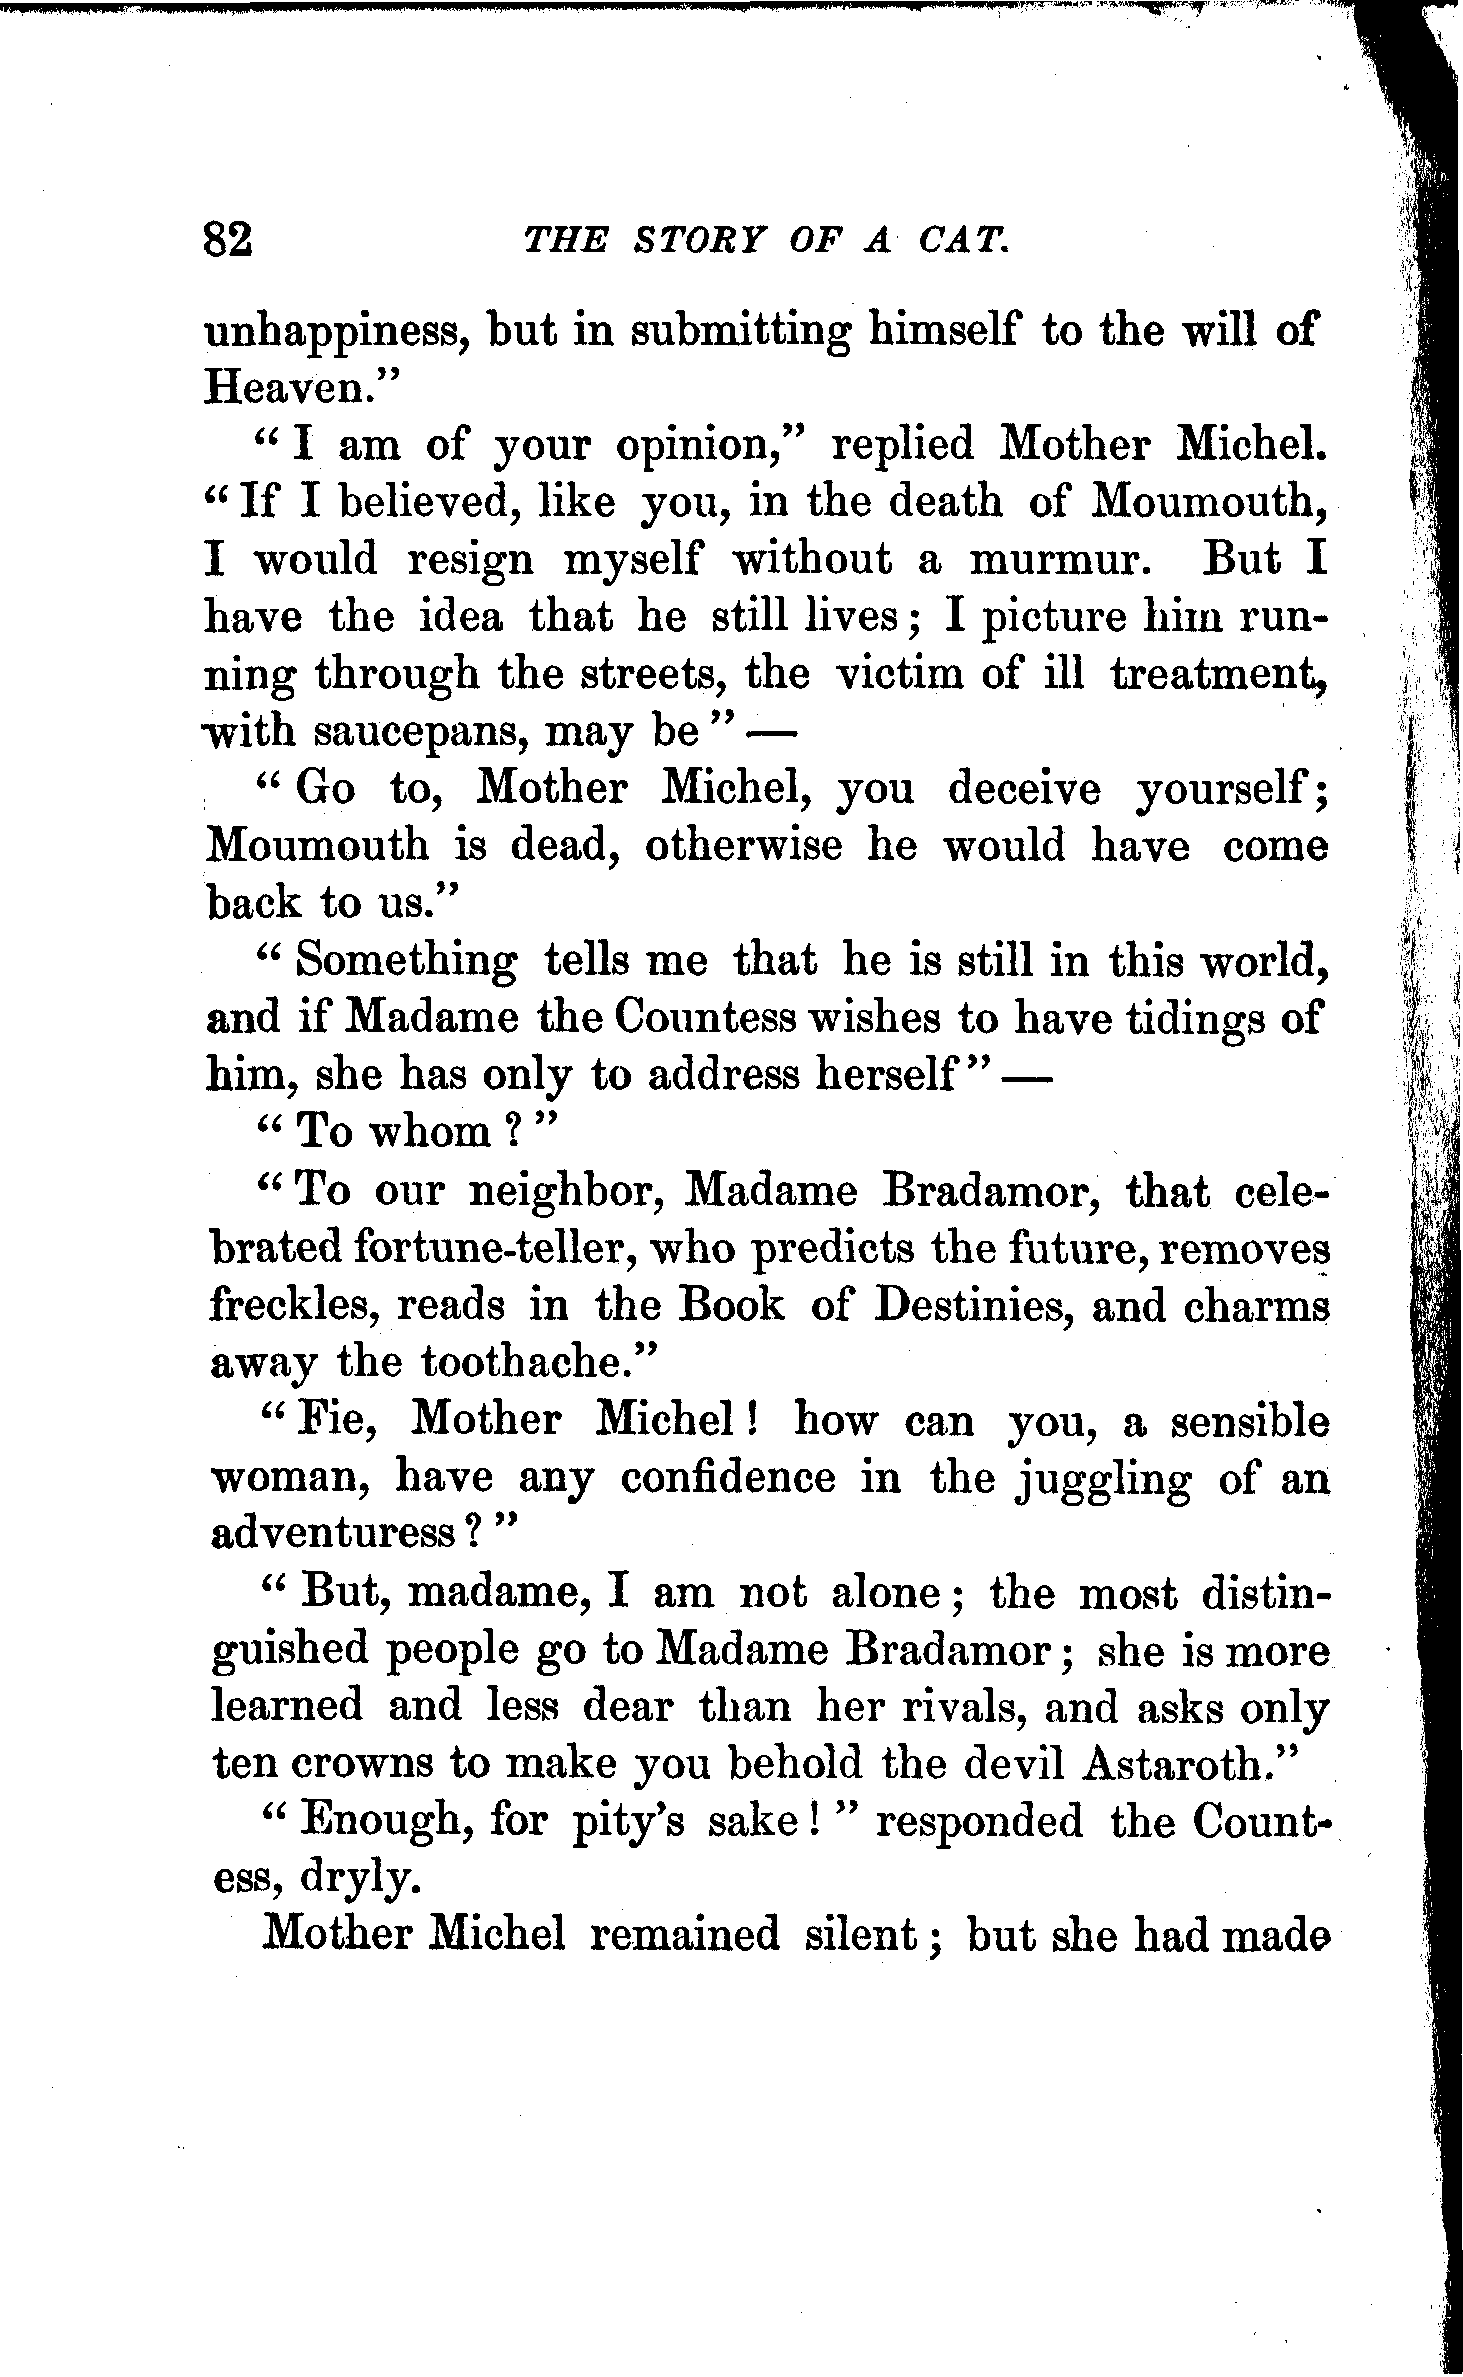 82 THE STORY OF A CAT.
unhappiness, but in submitting himself to the will of
Heaven."
"I am of your opinion," replied Mother Michel.
"If I believed, like you, in the death of Moumouth,
I would resign myself without a murmur. But I
have the idea that he still lives; I picture him run-
ning through the streets, the victim of ill treatment,
with saucepans, may be"—
"Go to, Mother Michel, you deceive yourself;
Moumouth is dead, otherwise he would have come
back to us."
"Something tells me that he is still in this world,
and if Madame the Countess wishes to have tidings of
him, she has only to address herself"—
"To whom?"
"To our neighbor, Madame Bradamor, that cele-
brated fortune-teller, who predicts the future, removes
freckles, reads in the Book of Destinies, and charms
away the toothache."
"Fie, Mother Michel! how can you, a sensible
woman, have any confidence in the juggling of an
adventuress?"
"But, madame, I am not alone; the most distin-
guished people go to Madame Bradamor; she is more
learned and less dear than her rivals, and asks only
ten crowns to make you behold the devil Astaroth."
"Enough, for pity's sake!" responded the Count-
ess, dryly.
Mother Michel remained silent; but she had made